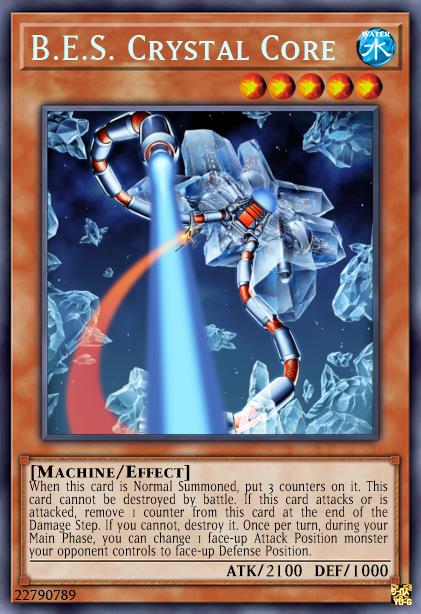 B.E.S. Crystal Core
WATER
水
[Machine/Effect]
When this card is Normal Summoned, put 3 counters on it. This
card cannot be destroyed by battle. If this card attacks or is
attacked, remove 1 counter from this card at the end of the
Damage Step. If you cannot, destroy it. Once per turn, during your
Main Phase, you can change 1 face-up Attack Position monster
your opponent controls to face-up Defense Position.
ATK/2100 DEF/1000
22790789